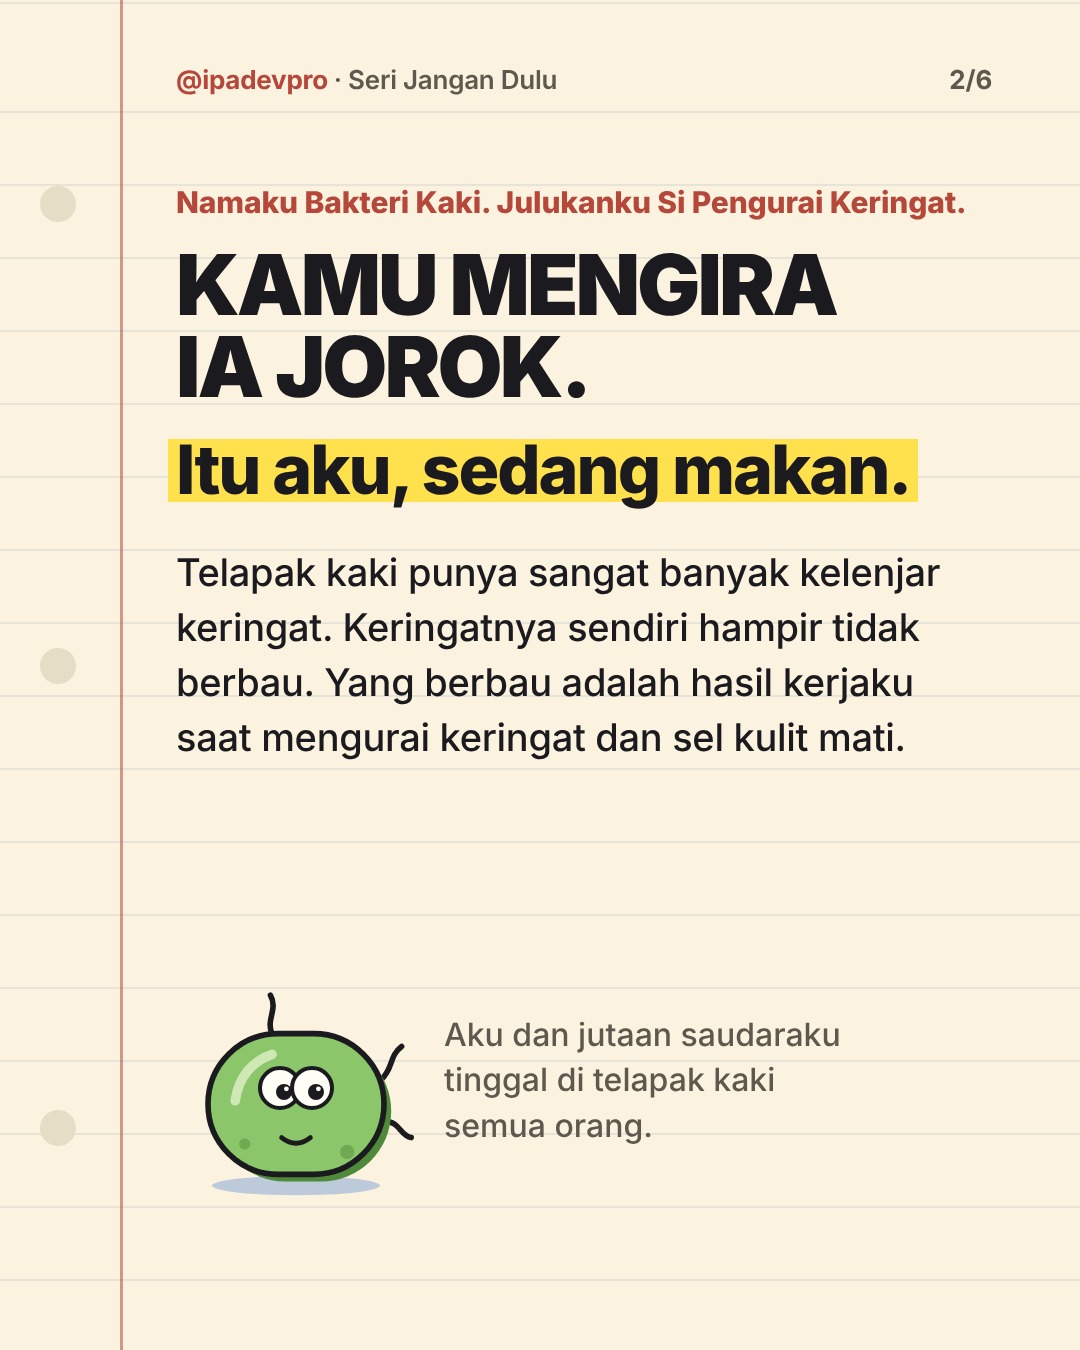 @ipadevpro · Seri Jangan Dulu 2/6
Namaku Bakteri Kaki. Julukanku Si Pengurai Keringat.
KAMU MENGIRA
IA JOROK.
Itu aku, sedang makan.
Telapak kaki punya sangat banyak kelenjar
keringat. Keringatnya sendiri hampir tidak
berbau. Yang berbau adalah hasil kerjaku
saat mengurai keringat dan sel kulit mati.
Aku dan jutaan saudaraku
tinggal di telapak kaki
semua orang.